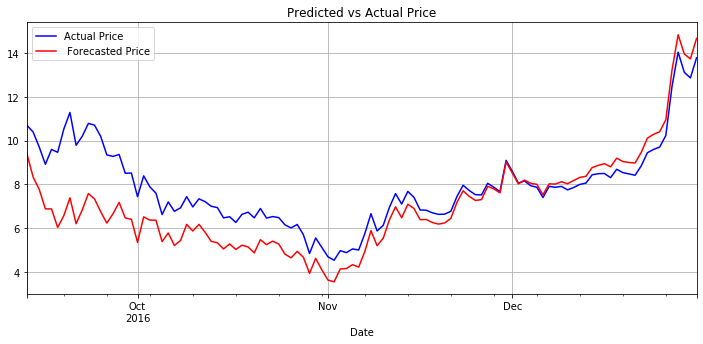 Predicted vs Actual Price
Actual Price
Forecasted Price
14
12
10
8
6
4
Oct
2016
Nov
Dec
Date